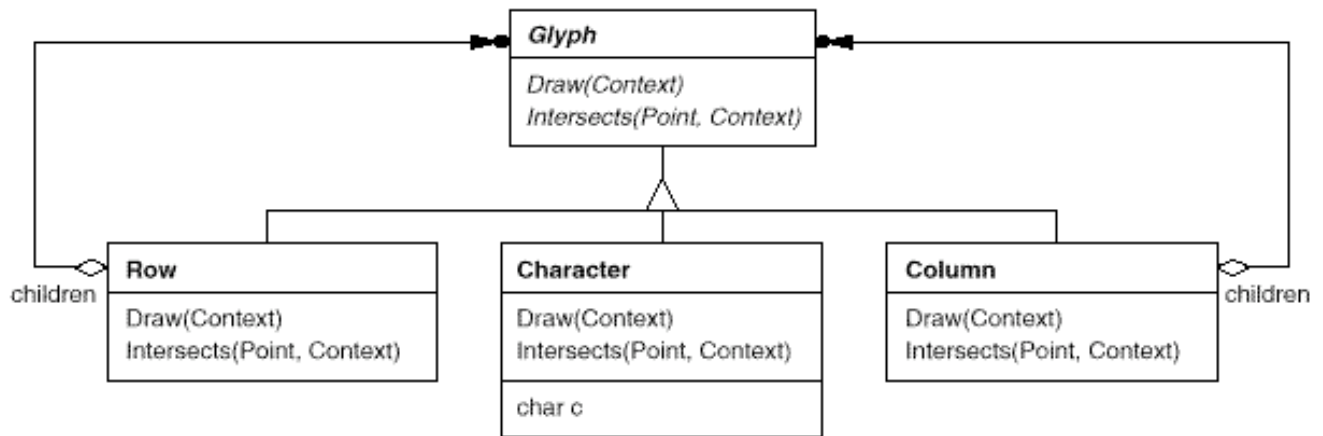 Glyph
Draw(Context)
Intersects(Point, Context)
children
Row
Draw(Context)
Intersects(Point, Context)
Character
Draw(Context)
Intersects(Point, Context)
char c
Column
Draw(Context)
Intersects(Point, Context)
children